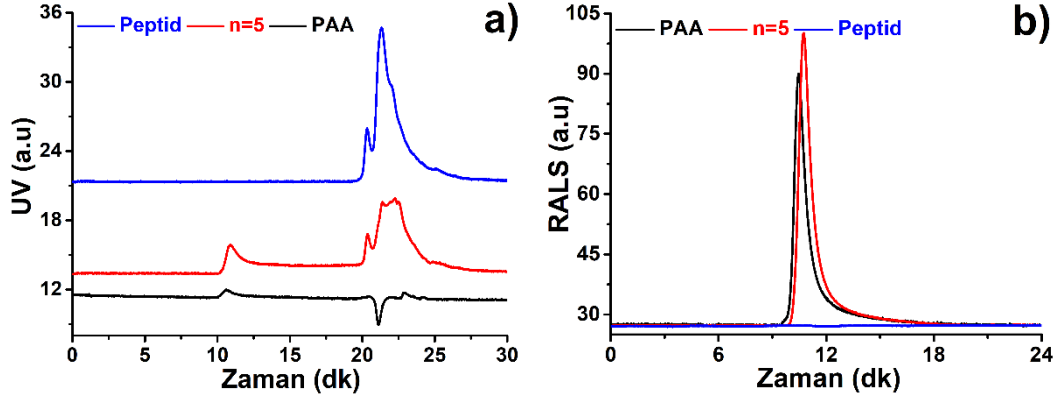 Peptid n=5 PAA
a)
36
30
24
18
12
UV (a.u)
0 5 10 15 20 25 30
Zaman (dk)
105
90
75
60
45
30
RALS (a.u)
PAA n=5 Peptid
b)
0 6 12 18 24
Zaman (dk)